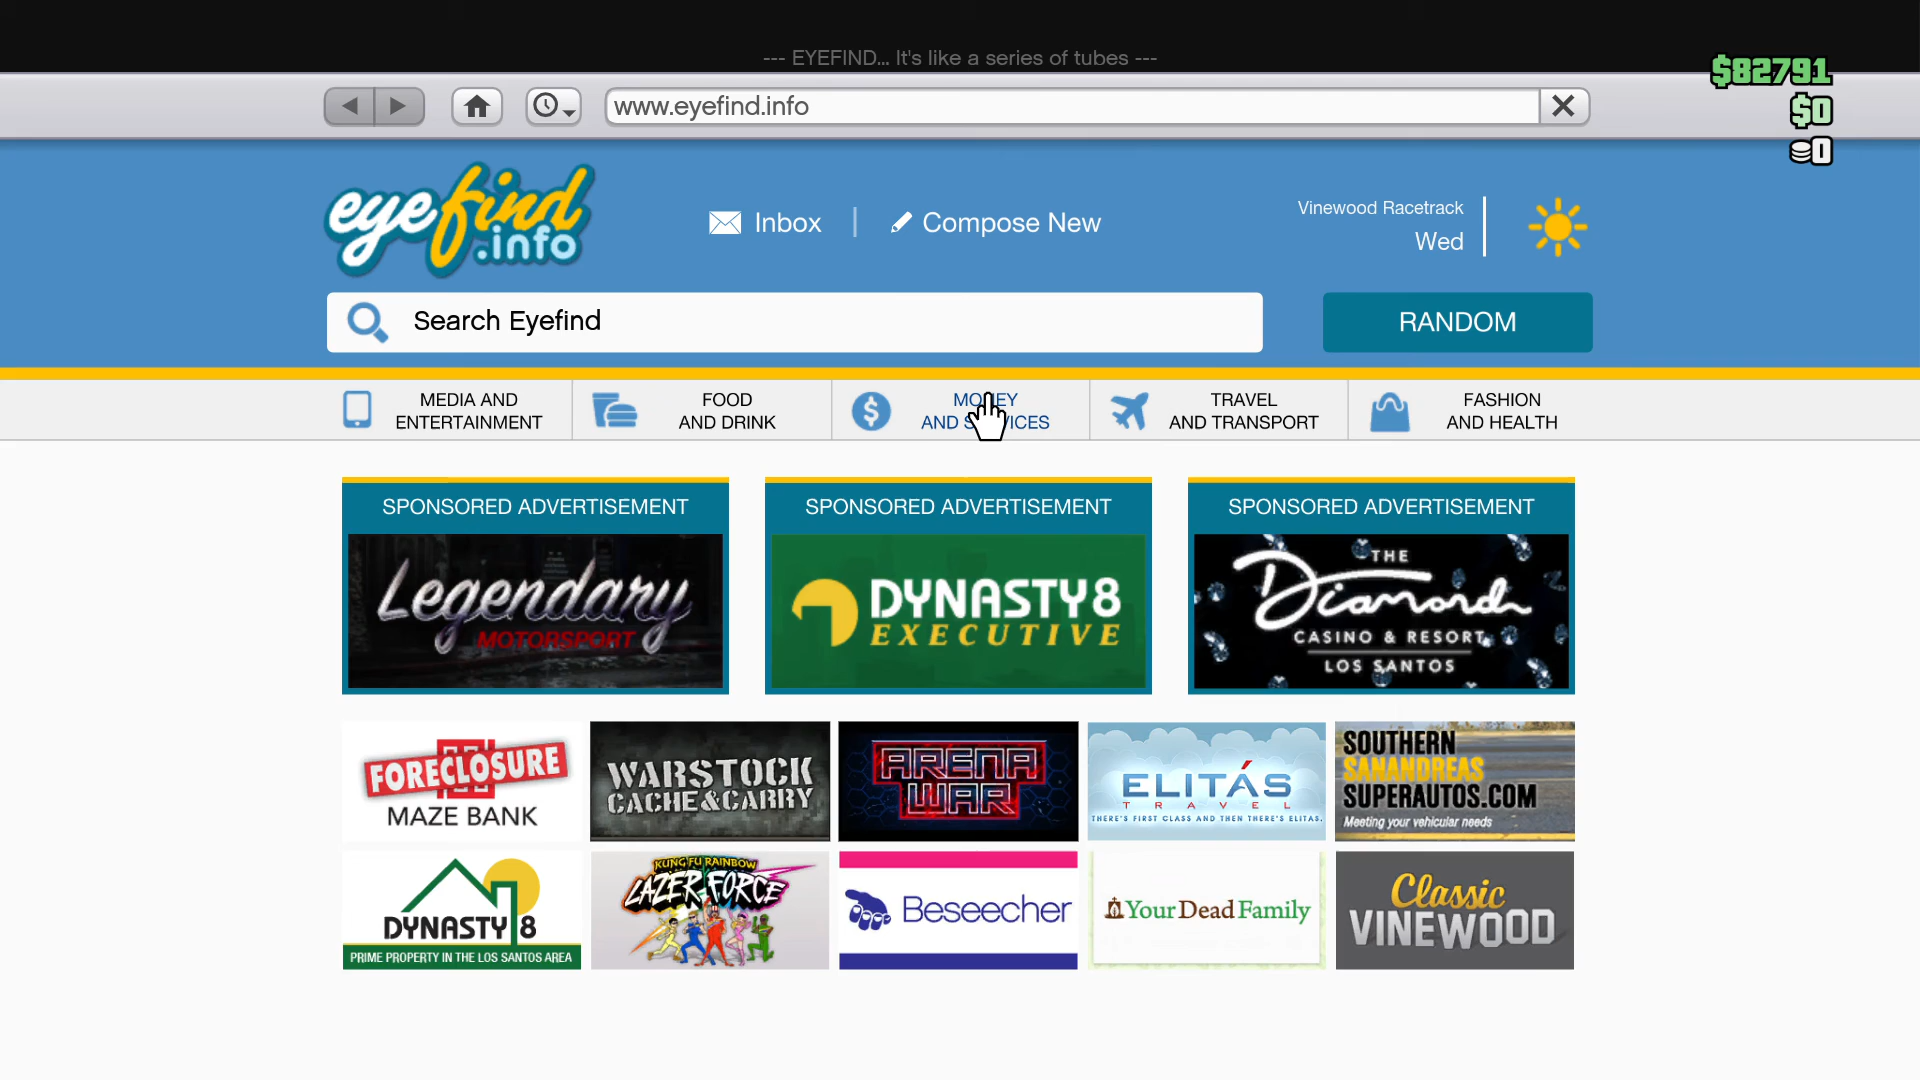 --- EYEFIND... It's like a series of tubes ---
$82791
www.eyefind.info
$0
0
eyefind
.info
Inbox
Compose New
Vinewood Racetrack
Wed
Search Eyefind
RANDOM
MEDIA AND
ENTERTAINMENT
FOOD
AND DRINK
MONEY
AND SERVICES
TRAVEL
AND TRANSPORT
FASHION
AND HEALTH
SPONSORED ADVERTISEMENT
Legendary
MOTORSPORT
SPONSORED ADVERTISEMENT
DYNASTY8
EXECUTIVE
SPONSORED ADVERTISEMENT
THE
Diamond
CASINO & RESORT
LOS SANTOS
FORECLOSURE
MAZE BANK
WARSTOCK
CACHE&CARRY
ARENA
WAR
ELITÁS
TRAVEL
THERE'S FIRST CLASS AND THEN THERE'S ELITAS.
SOUTHERN
SANANDREAS
SUPERAUTOS.COM
Meeting your vehicular needs
DYNASTY 8
PRIME PROPERTY IN THE LOS SANTOS AREA
KUNG FU RAINBOW
LAZER FORCE
Beseecher
YourDeadFamily
Classic
VINEWOOD